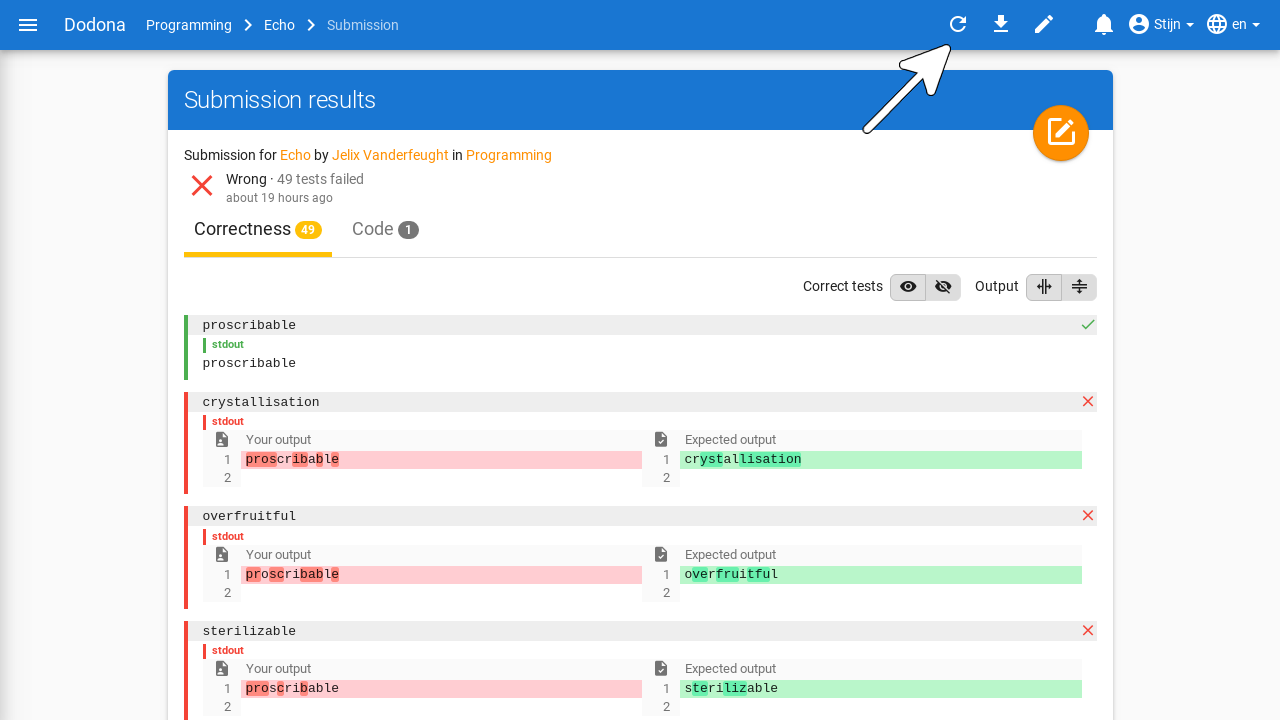 Dodona Programming Echo Submission Stijn en
Submission results
Submission for Echo by Jelix Vanderfeught in Programming
Wrong · 49 tests failed
about 19 hours ago
Correctness 49 Code 1
Correct tests Output
proscribable
stdout
proscribable
crystallisation
stdout
Your output Expected output
1 proscribable 1 crystallisation
2 2
overfruitful
stdout
Your output Expected output
1 proscribable 1 overfruitful
2 2
sterilizable
stdout
Your output Expected output
1 proscribable 1 sterilizable
2 2